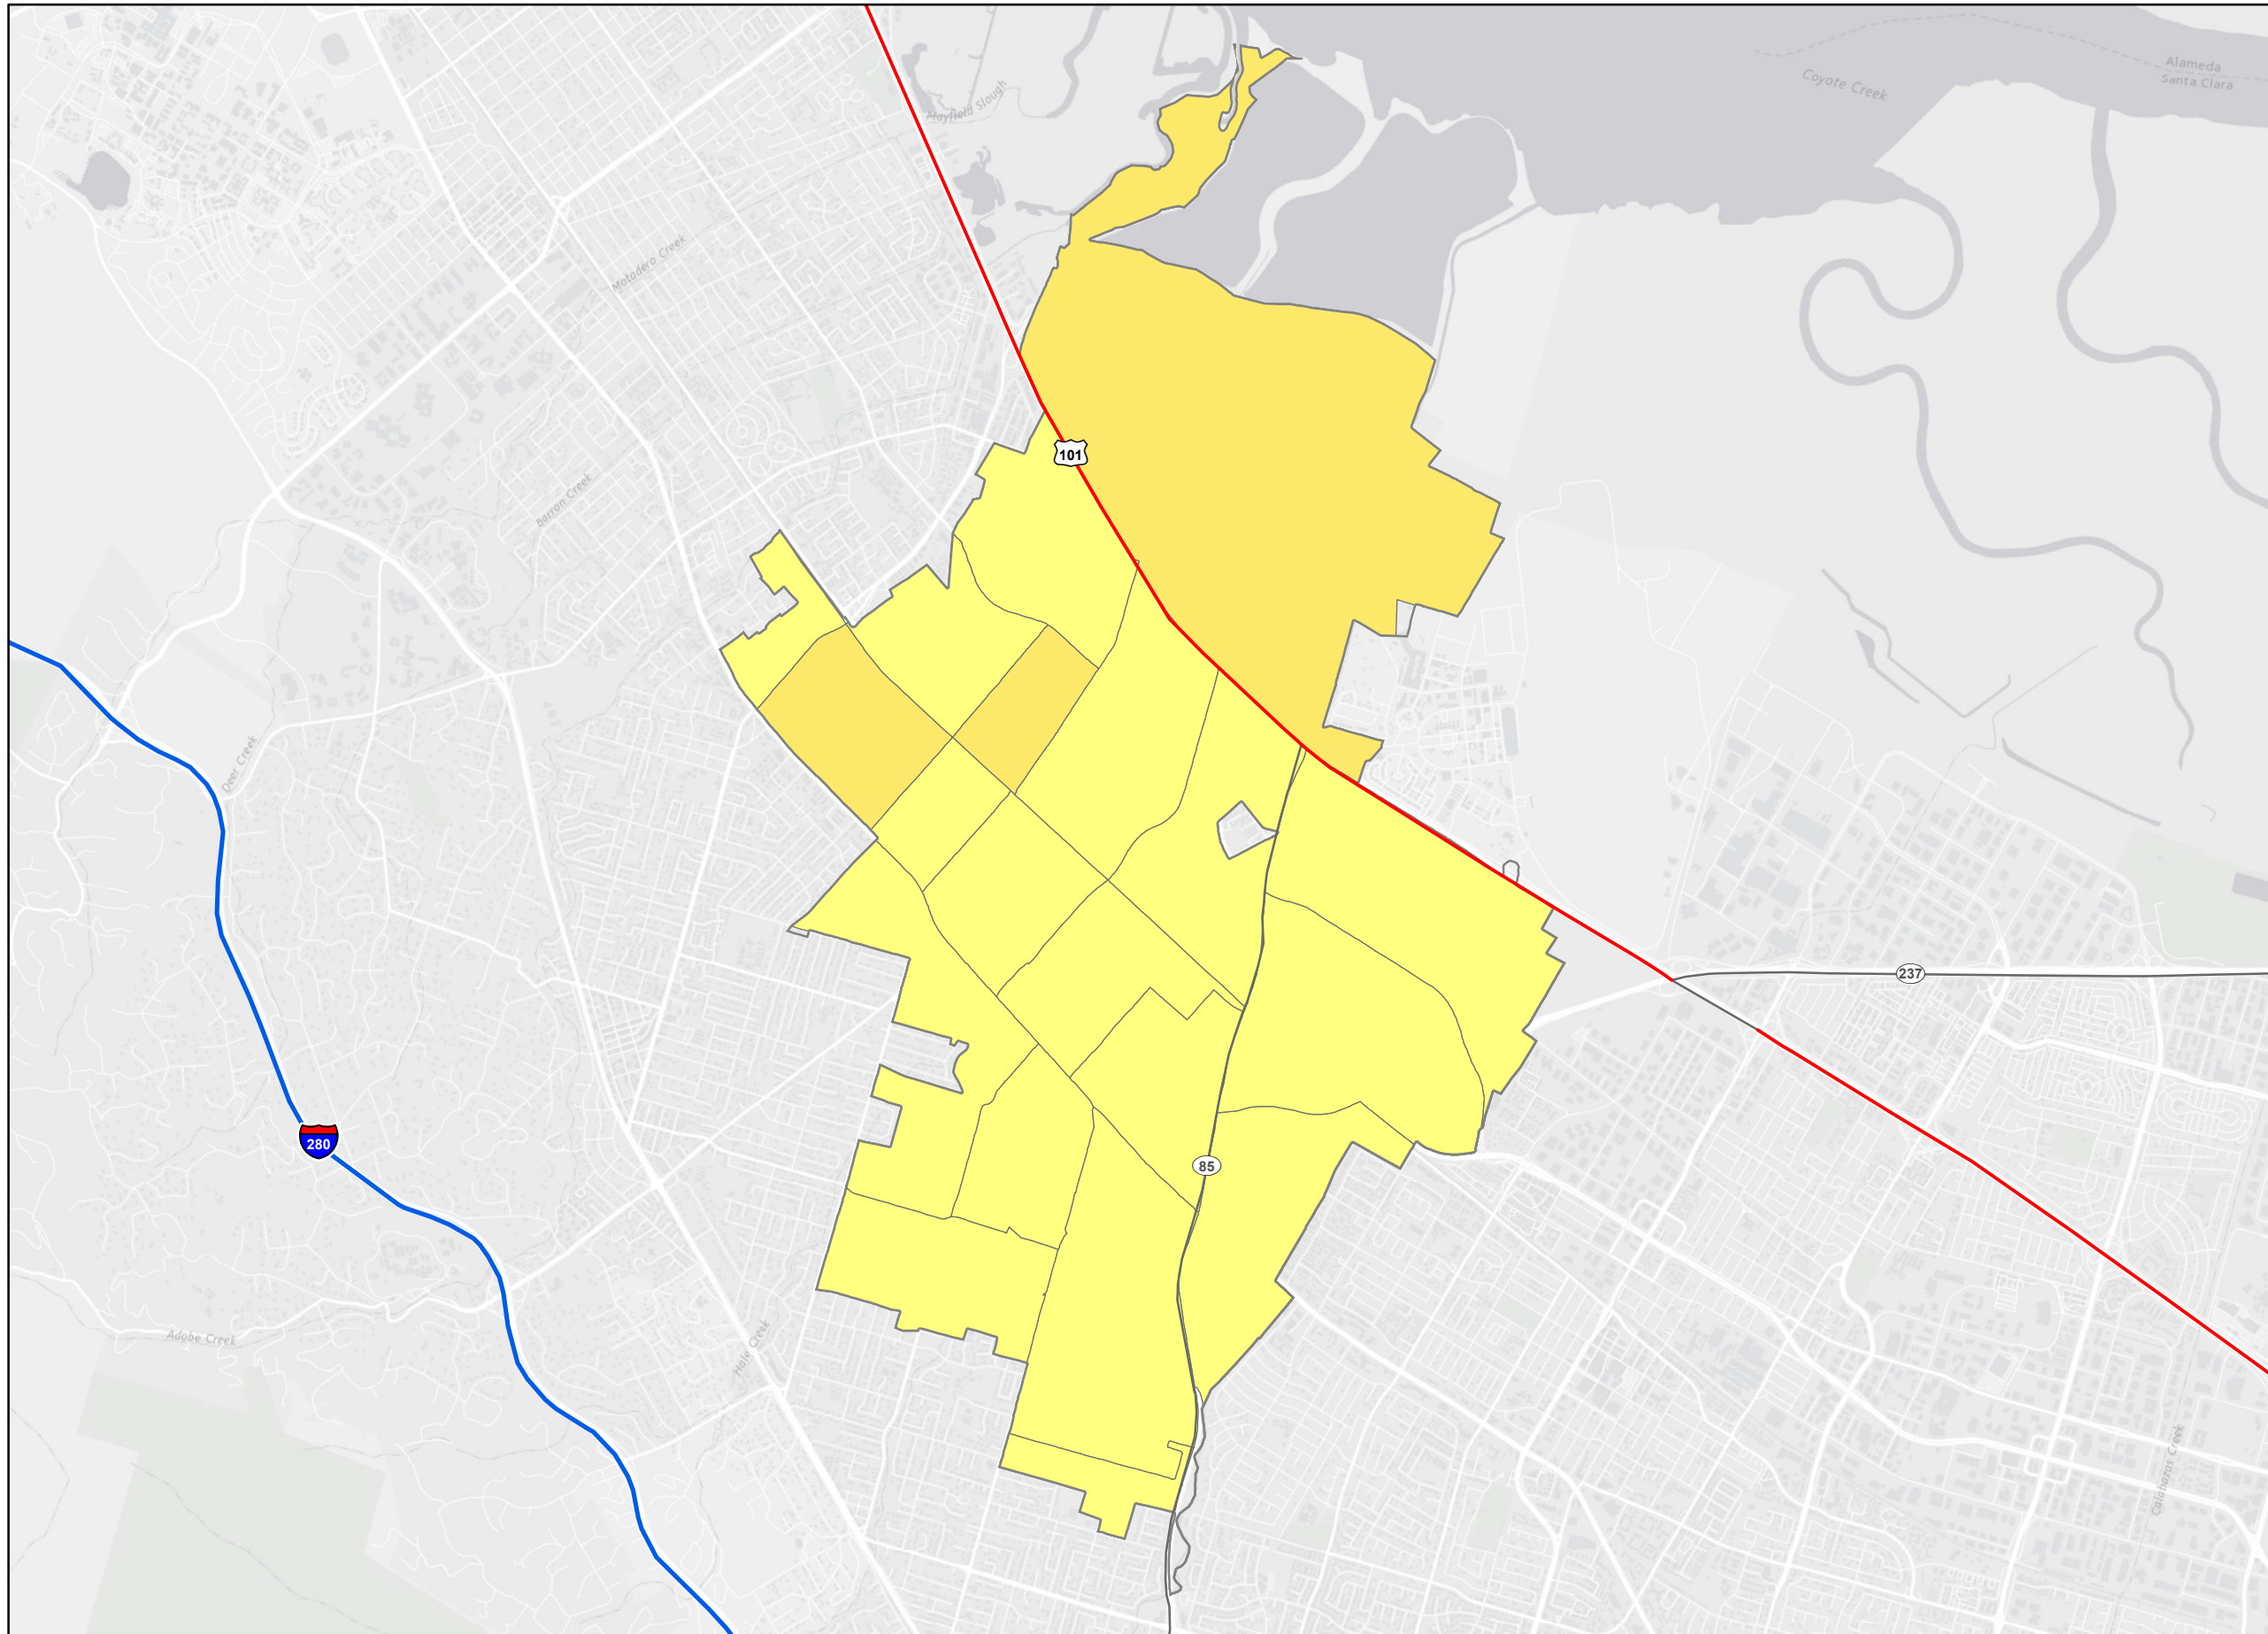 Alameda
Santa Clara
Coyote Creek
Mayfield Slough
Matadero Creek
101
Barron Creek
Deer Creek
237
280
85
Adobe Creek
Hale Creek
Calabazas Creek